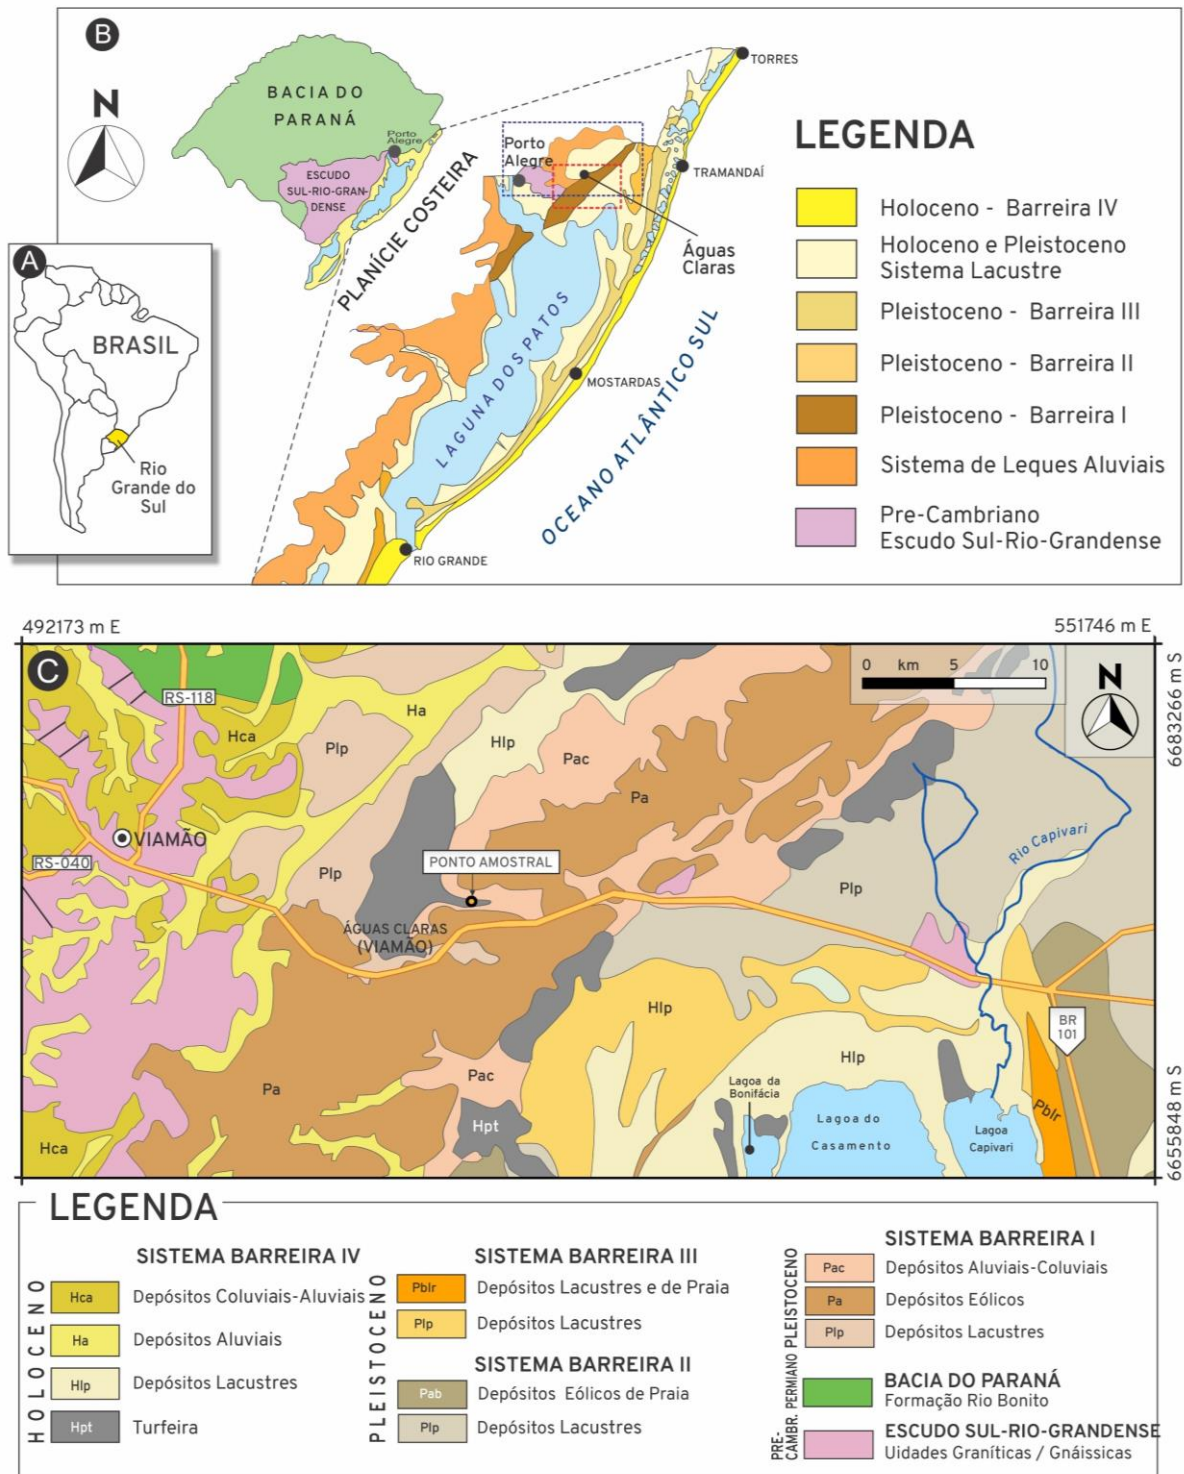 B
N
BACIA DO
PARANÁ
Porto
Alegre
ESCUDO
SUL-RIO-GRAN-
DENSE
PLANÍCIE COSTEIRA
A
BRASIL
Rio
Grande do
Sul
TORRES
Porto
Alegre
TRAMANDAÍ
Águas
Claras
LAGUNA DOS PATOS
MOSTARDAS
OCEANO ATLÂNTICO SUL
RIO GRANDE
LEGENDA
Holoceno - Barreira IV
Holoceno e Pleistoceno
Sistema Lacustre
Pleistoceno - Barreira III
Pleistoceno - Barreira II
Pleistoceno - Barreira I
Sistema de Leques Aluviais
Pre-Cambriano
Escudo Sul-Rio-Grandense
492173 m E
551746 m E
C
0 km 5 10
N
6683266 m S
RS-118
Hca
Ha
Plp
Hlp
Pac
Pa
VIAMÃO
RS-040
Plp
PONTO AMOSTRAL
Rio Capivari
Plp
ÁGUAS CLARAS
(VIAMÃO)
Hlp
BR
101
Hlp
Pa
Pac
Lagoa da
Bonifácia
Hpt
Lagoa do
Casamento
Lagoa
Capivari
Pblr
Hca
6655848 m S
LEGENDA
HOLOCENO
SISTEMA BARREIRA IV
Hca Depósitos Coluviais-Aluviais
Ha Depósitos Aluviais
Hlp Depósitos Lacustres
Hpt Turfeira
PLEISTOCENO
SISTEMA BARREIRA III
Pblr Depósitos Lacustres e de Praia
Plp Depósitos Lacustres
SISTEMA BARREIRA II
Pab Depósitos Eólicos de Praia
Plp Depósitos Lacustres
PLEISTOCENO
SISTEMA BARREIRA I
Pac Depósitos Aluviais-Coluviais
Pa Depósitos Eólicos
Plp Depósitos Lacustres
PERMIANO
BACIA DO PARANÁ
Formação Rio Bonito
PRE-
CAMBR.
ESCUDO SUL-RIO-GRANDENSE
Uidades Graníticas / Gnáissicas